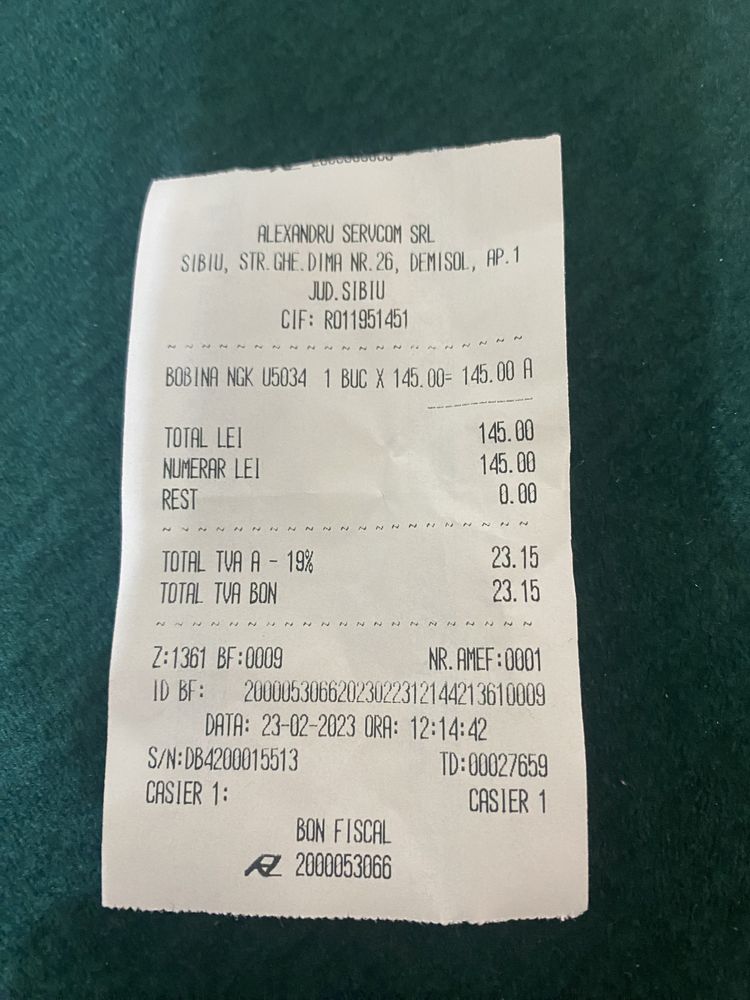 ALEXANDRU SERVCOM SRL
SIBIU, STR.GHE.DIMA NR.26, DEMISOL, AP.1
JUD.SIBIU
CIF: RO11951451
~ ~ ~ ~ ~ ~ ~ ~ ~ ~ ~ ~ ~ ~ ~ ~ ~ ~ ~ ~
BOBINA NGK U5034 1 BUC X 145.00= 145.00 A
------------
TOTAL LEI 145.00
NUMERAR LEI 145.00
REST 0.00
~ ~ ~ ~ ~ ~ ~ ~ ~ ~ ~ ~ ~ ~ ~ ~ ~ ~ ~ ~
TOTAL TVA A - 19% 23.15
TOTAL TVA BON 23.15
~ ~ ~ ~ ~ ~ ~ ~ ~ ~ ~ ~ ~ ~ ~ ~ ~ ~ ~ ~
Z:1361 BF:0009 NR.AMEF:0001
ID BF: 20000530662023022312144213610009
DATA: 23-02-2023 ORA: 12:14:42
S/N:DB4200015513 TD:00027659
CASIER 1: CASIER 1
BON FISCAL
2000053066